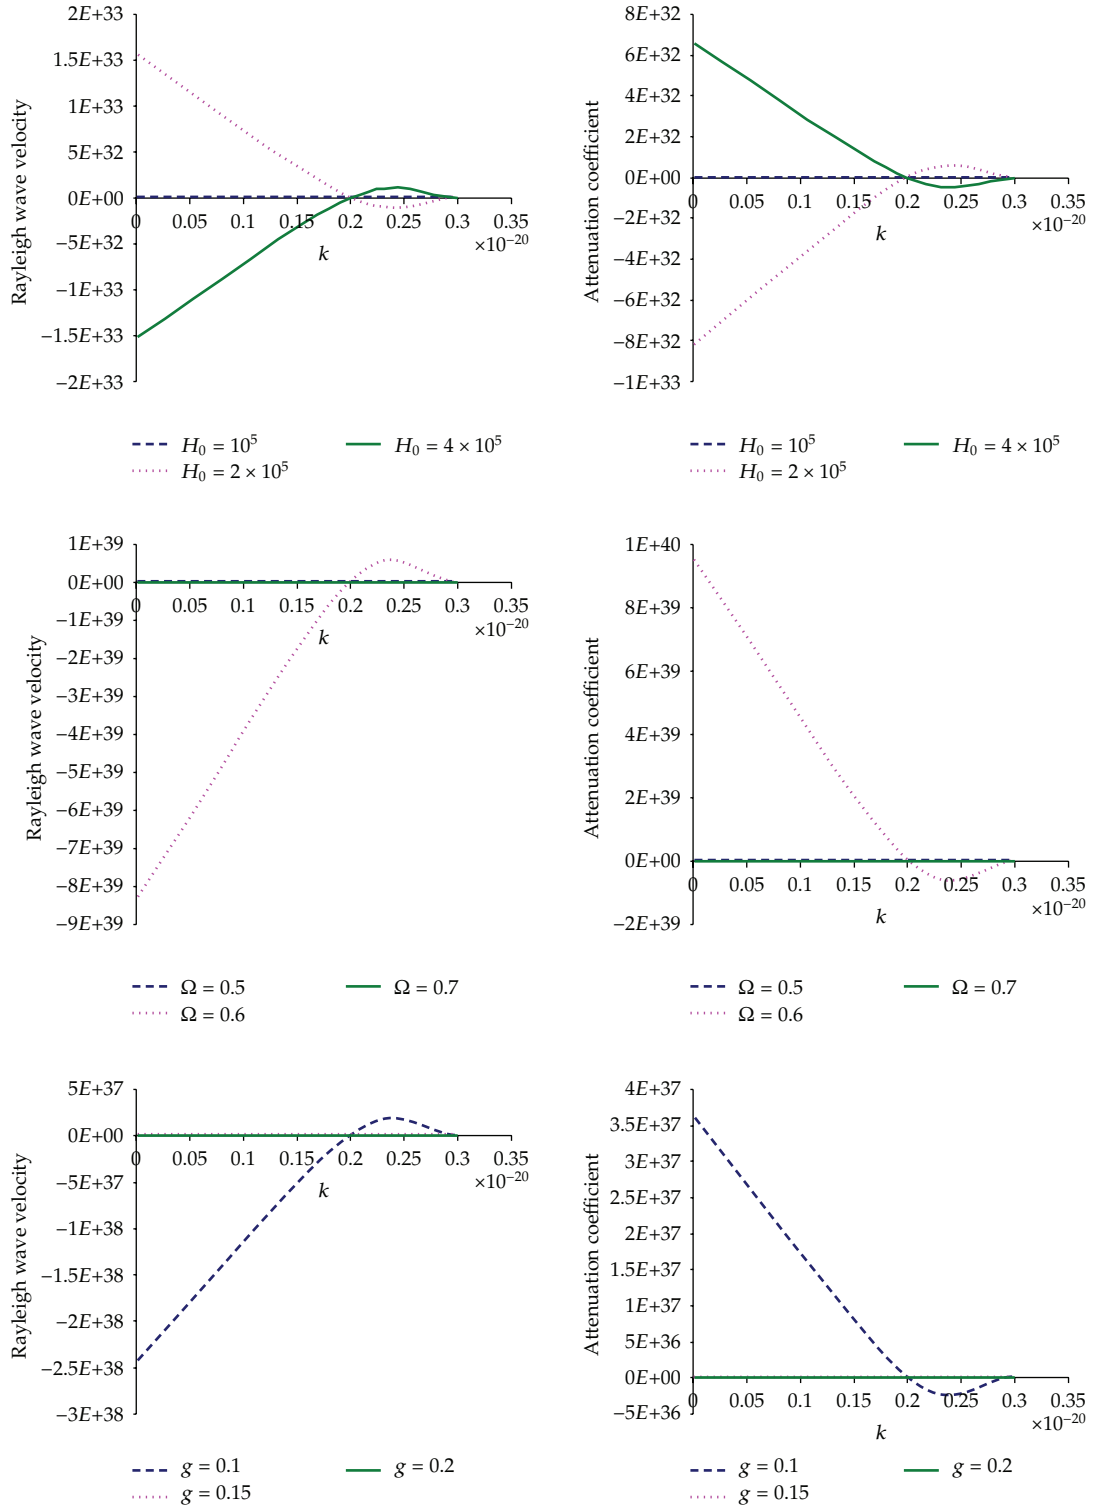 Rayleigh wave velocity
2E+33
1.5E+33
1E+33
5E+32
0E+00
−5E+32
−1E+33
−1.5E+33
−2E+33
0 0.05 0.1 0.15 0.2 0.25 0.3 0.35
×10⁻²⁰
k
H₀ = 10⁵
H₀ = 4 × 10⁵
H₀ = 2 × 10⁵
Attenuation coefficient
8E+32
6E+32
4E+32
2E+32
0E+00
−2E+32
−4E+32
−6E+32
−8E+32
−1E+33
0 0.05 0.1 0.15 0.2 0.25 0.3 0.35
×10⁻²⁰
k
H₀ = 10⁵
H₀ = 4 × 10⁵
H₀ = 2 × 10⁵
Rayleigh wave velocity
1E+39
0E+00
−1E+39
−2E+39
−3E+39
−4E+39
−5E+39
−6E+39
−7E+39
−8E+39
−9E+39
0 0.05 0.1 0.15 0.2 0.25 0.3 0.35
×10⁻²⁰
k
Ω = 0.5
Ω = 0.7
Ω = 0.6
Attenuation coefficient
1E+40
8E+39
6E+39
4E+39
2E+39
0E+00
−2E+39
0 0.05 0.1 0.15 0.2 0.25 0.3 0.35
×10⁻²⁰
k
Ω = 0.5
Ω = 0.7
Ω = 0.6
Rayleigh wave velocity
5E+37
0E+00
−5E+37
−1E+38
−1.5E+38
−2E+38
−2.5E+38
−3E+38
0 0.05 0.1 0.15 0.2 0.25 0.3 0.35
×10⁻²⁰
k
g = 0.1
g = 0.2
g = 0.15
Attenuation coefficient
4E+37
3.5E+37
3E+37
2.5E+37
2E+37
1.5E+37
1E+37
5E+36
0E+00
−5E+36
0 0.05 0.1 0.15 0.2 0.25 0.3 0.35
×10⁻²⁰
k
g = 0.1
g = 0.2
g = 0.15